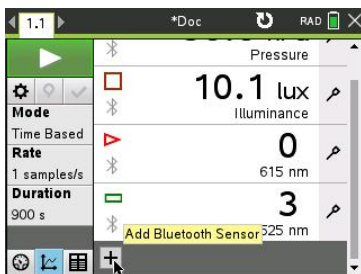 1.1 *Doc RAD
Pressure
Mode
Time Based
Rate
1 samples/s
Duration
900 s
10.1 lux
Illuminance
0
615 nm
3
525 nm
Add Bluetooth Sensor